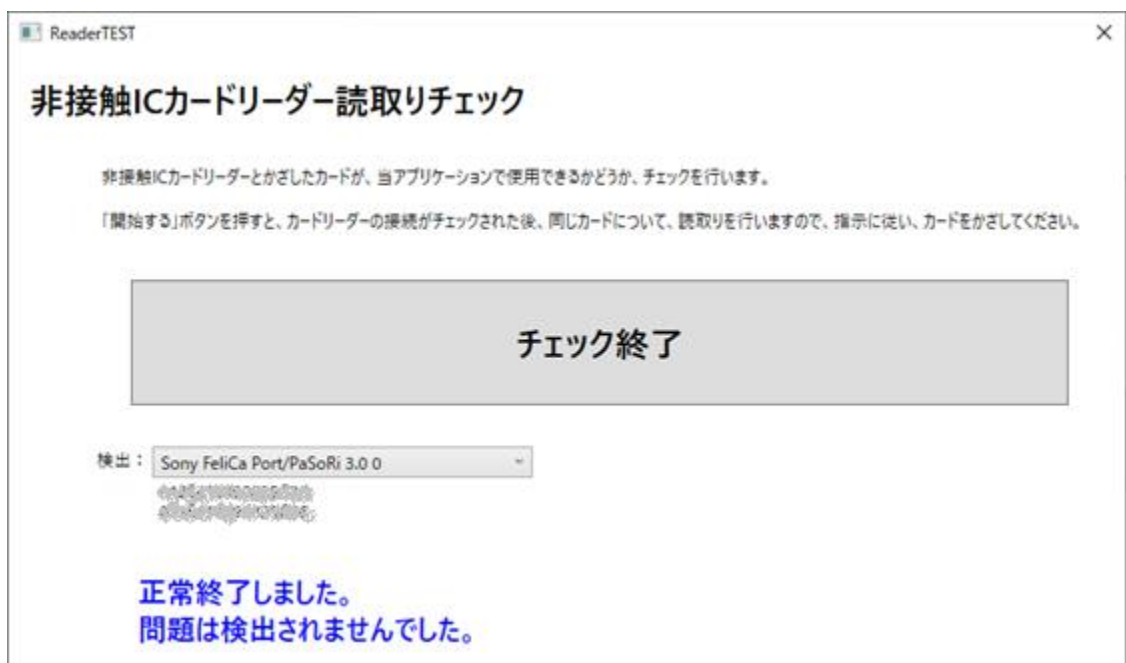 ReaderTEST
非接触ICカードリーダー読取りチェック
非接触ICカードリーダーとかざしたカードが、当アプリケーションで使用できるかどうか、チェックを行います。
「開始する」ボタンを押すと、カードリーダーの接続がチェックされた後、同じカードについて、読取りを行いますので、指示に従い、カードをかざしてください。
チェック終了
検出： Sony FeliCa Port/PaSoRi 3.0 0
正常終了しました。
問題は検出されませんでした。